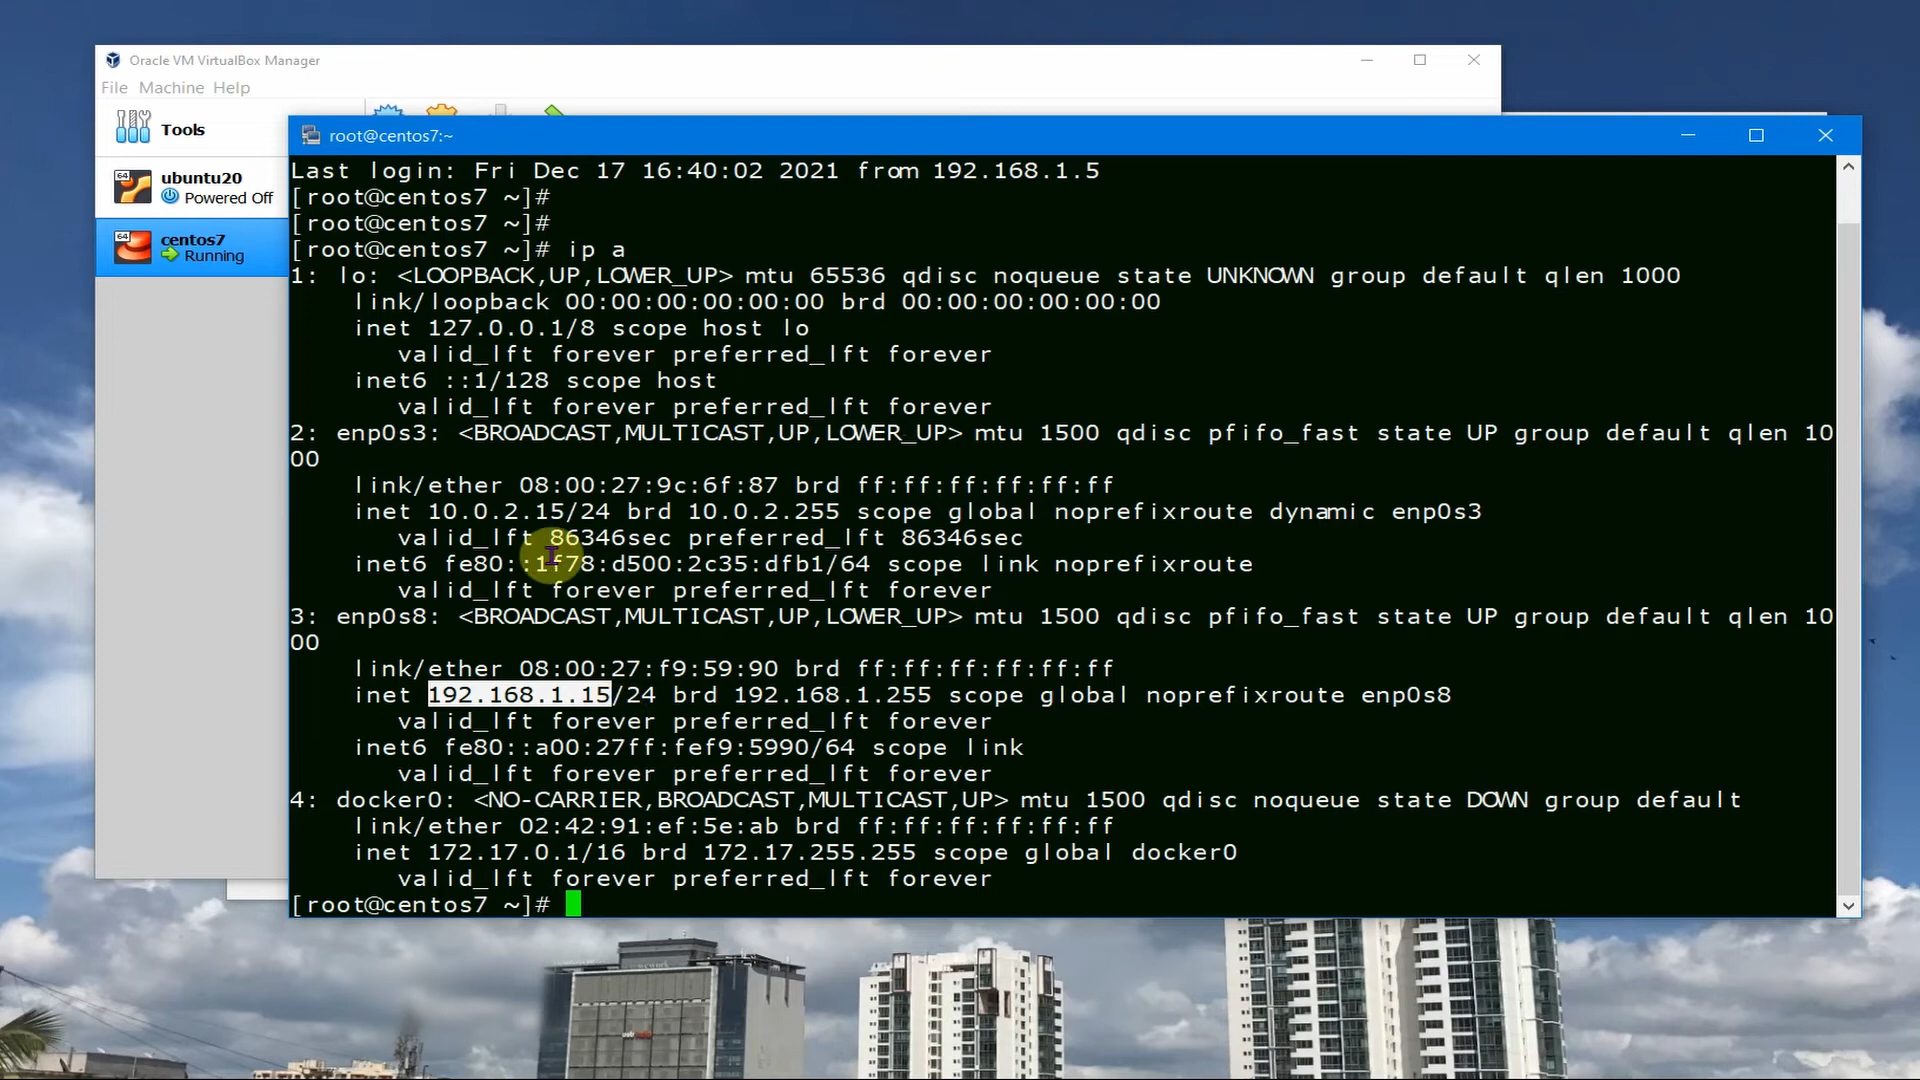 Oracle VM VirtualBox Manager
File Machine Help
Tools
64
ubuntu20
Powered Off
64
centos7
Running
root@centos7:~
Last login: Fri Dec 17 16:40:02 2021 from 192.168.1.5
[root@centos7 ~]#
[root@centos7 ~]#
[root@centos7 ~]# ip a
1: lo: <LOOPBACK,UP,LOWER_UP> mtu 65536 qdisc noqueue state UNKNOWN group default qlen 1000
link/loopback 00:00:00:00:00:00 brd 00:00:00:00:00:00
inet 127.0.0.1/8 scope host lo
valid_lft forever preferred_lft forever
inet6 ::1/128 scope host
valid_lft forever preferred_lft forever
2: enp0s3: <BROADCAST,MULTICAST,UP,LOWER_UP> mtu 1500 qdisc pfifo_fast state UP group default qlen 10
00
link/ether 08:00:27:9c:6f:87 brd ff:ff:ff:ff:ff:ff
inet 10.0.2.15/24 brd 10.0.2.255 scope global noprefixroute dynamic enp0s3
valid_lft 86346sec preferred_lft 86346sec
inet6 fe80::1f78:d500:2c35:dfb1/64 scope link noprefixroute
valid_lft forever preferred_lft forever
3: enp0s8: <BROADCAST,MULTICAST,UP,LOWER_UP> mtu 1500 qdisc pfifo_fast state UP group default qlen 10
00
link/ether 08:00:27:f9:59:90 brd ff:ff:ff:ff:ff:ff
inet 192.168.1.15/24 brd 192.168.1.255 scope global noprefixroute enp0s8
valid_lft forever preferred_lft forever
inet6 fe80::a00:27ff:fef9:5990/64 scope link
valid_lft forever preferred_lft forever
4: docker0: <NO-CARRIER,BROADCAST,MULTICAST,UP> mtu 1500 qdisc noqueue state DOWN group default
link/ether 02:42:91:ef:5e:ab brd ff:ff:ff:ff:ff:ff
inet 172.17.0.1/16 brd 172.17.255.255 scope global docker0
valid_lft forever preferred_lft forever
[root@centos7 ~]#